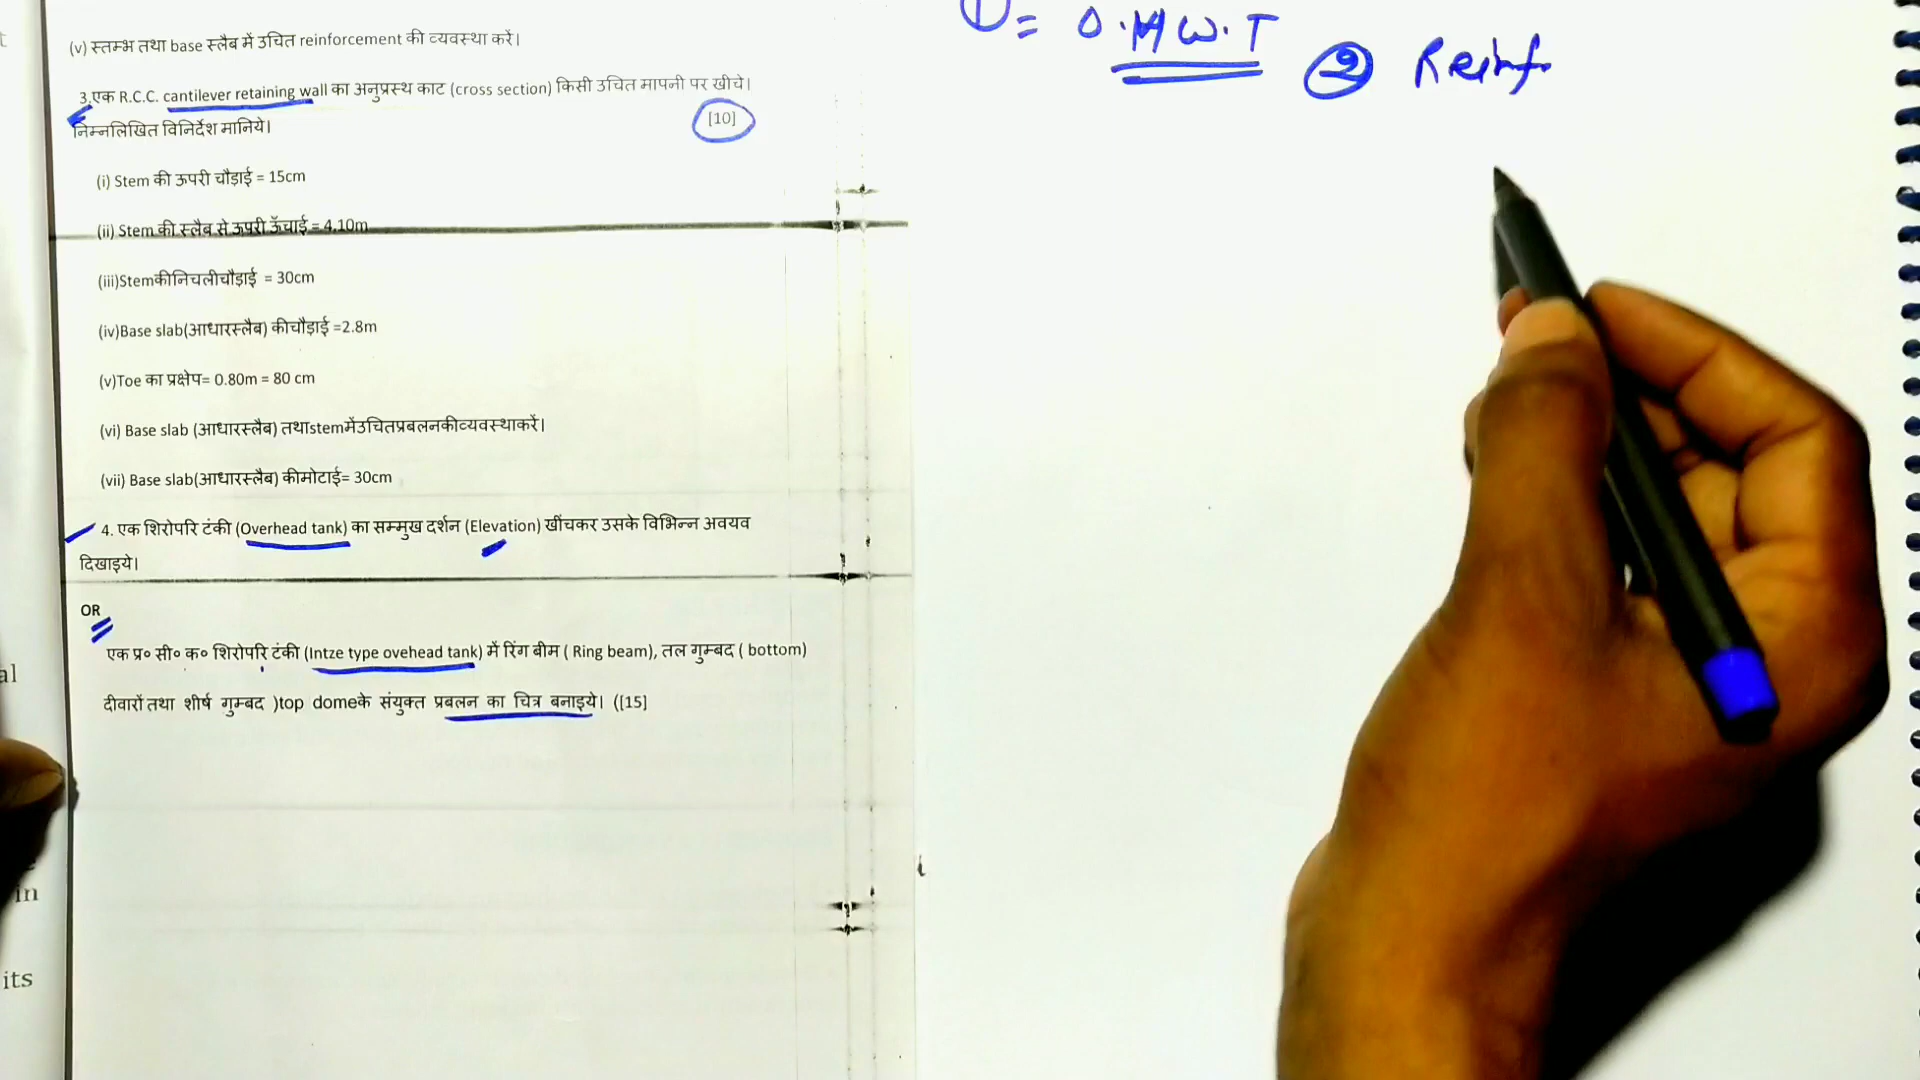 (v) स्तम्भ तथा base स्लैब में उचित reinforcement की व्यवस्था करें।
3.एक R.C.C. cantilever retaining wall का अनुप्रस्थ काट (cross section) किसी उचित मापनी पर खीचे।
निम्नलिखित विनिर्देश मानिये। [10]
(i) Stem की ऊपरी चौड़ाई = 15cm
(ii) Stem की स्लैब से ऊपरी ऊँचाई = 4.10m
(iii)Stemकीनिचलीचौड़ाई = 30cm
(iv)Base slab(आधारस्लैब) कीचौड़ाई =2.8m
(v)Toe का प्रक्षेप= 0.80m = 80 cm
(vi) Base slab (आधारस्लैब) तथाstemमेंउचितप्रबलनकीव्यवस्थाकरें।
(vii) Base slab(आधारस्लैब) कीमोटाई= 30cm
4. एक शिरोपरि टंकी (Overhead tank) का सम्मुख दर्शन (Elevation) खींचकर उसके विभिन्न अवयव
दिखाइये।
OR
एक प्र० सी० क० शिरोपरि टंकी (Intze type ovehead tank) में रिंग बीम ( Ring beam), तल गुम्बद ( bottom)
दीवारों तथा शीर्ष गुम्बद )top domeके संयुक्त प्रबलन का चित्र बनाइये। ([15]
① = O.H W.T
② Reinf
al
in
its